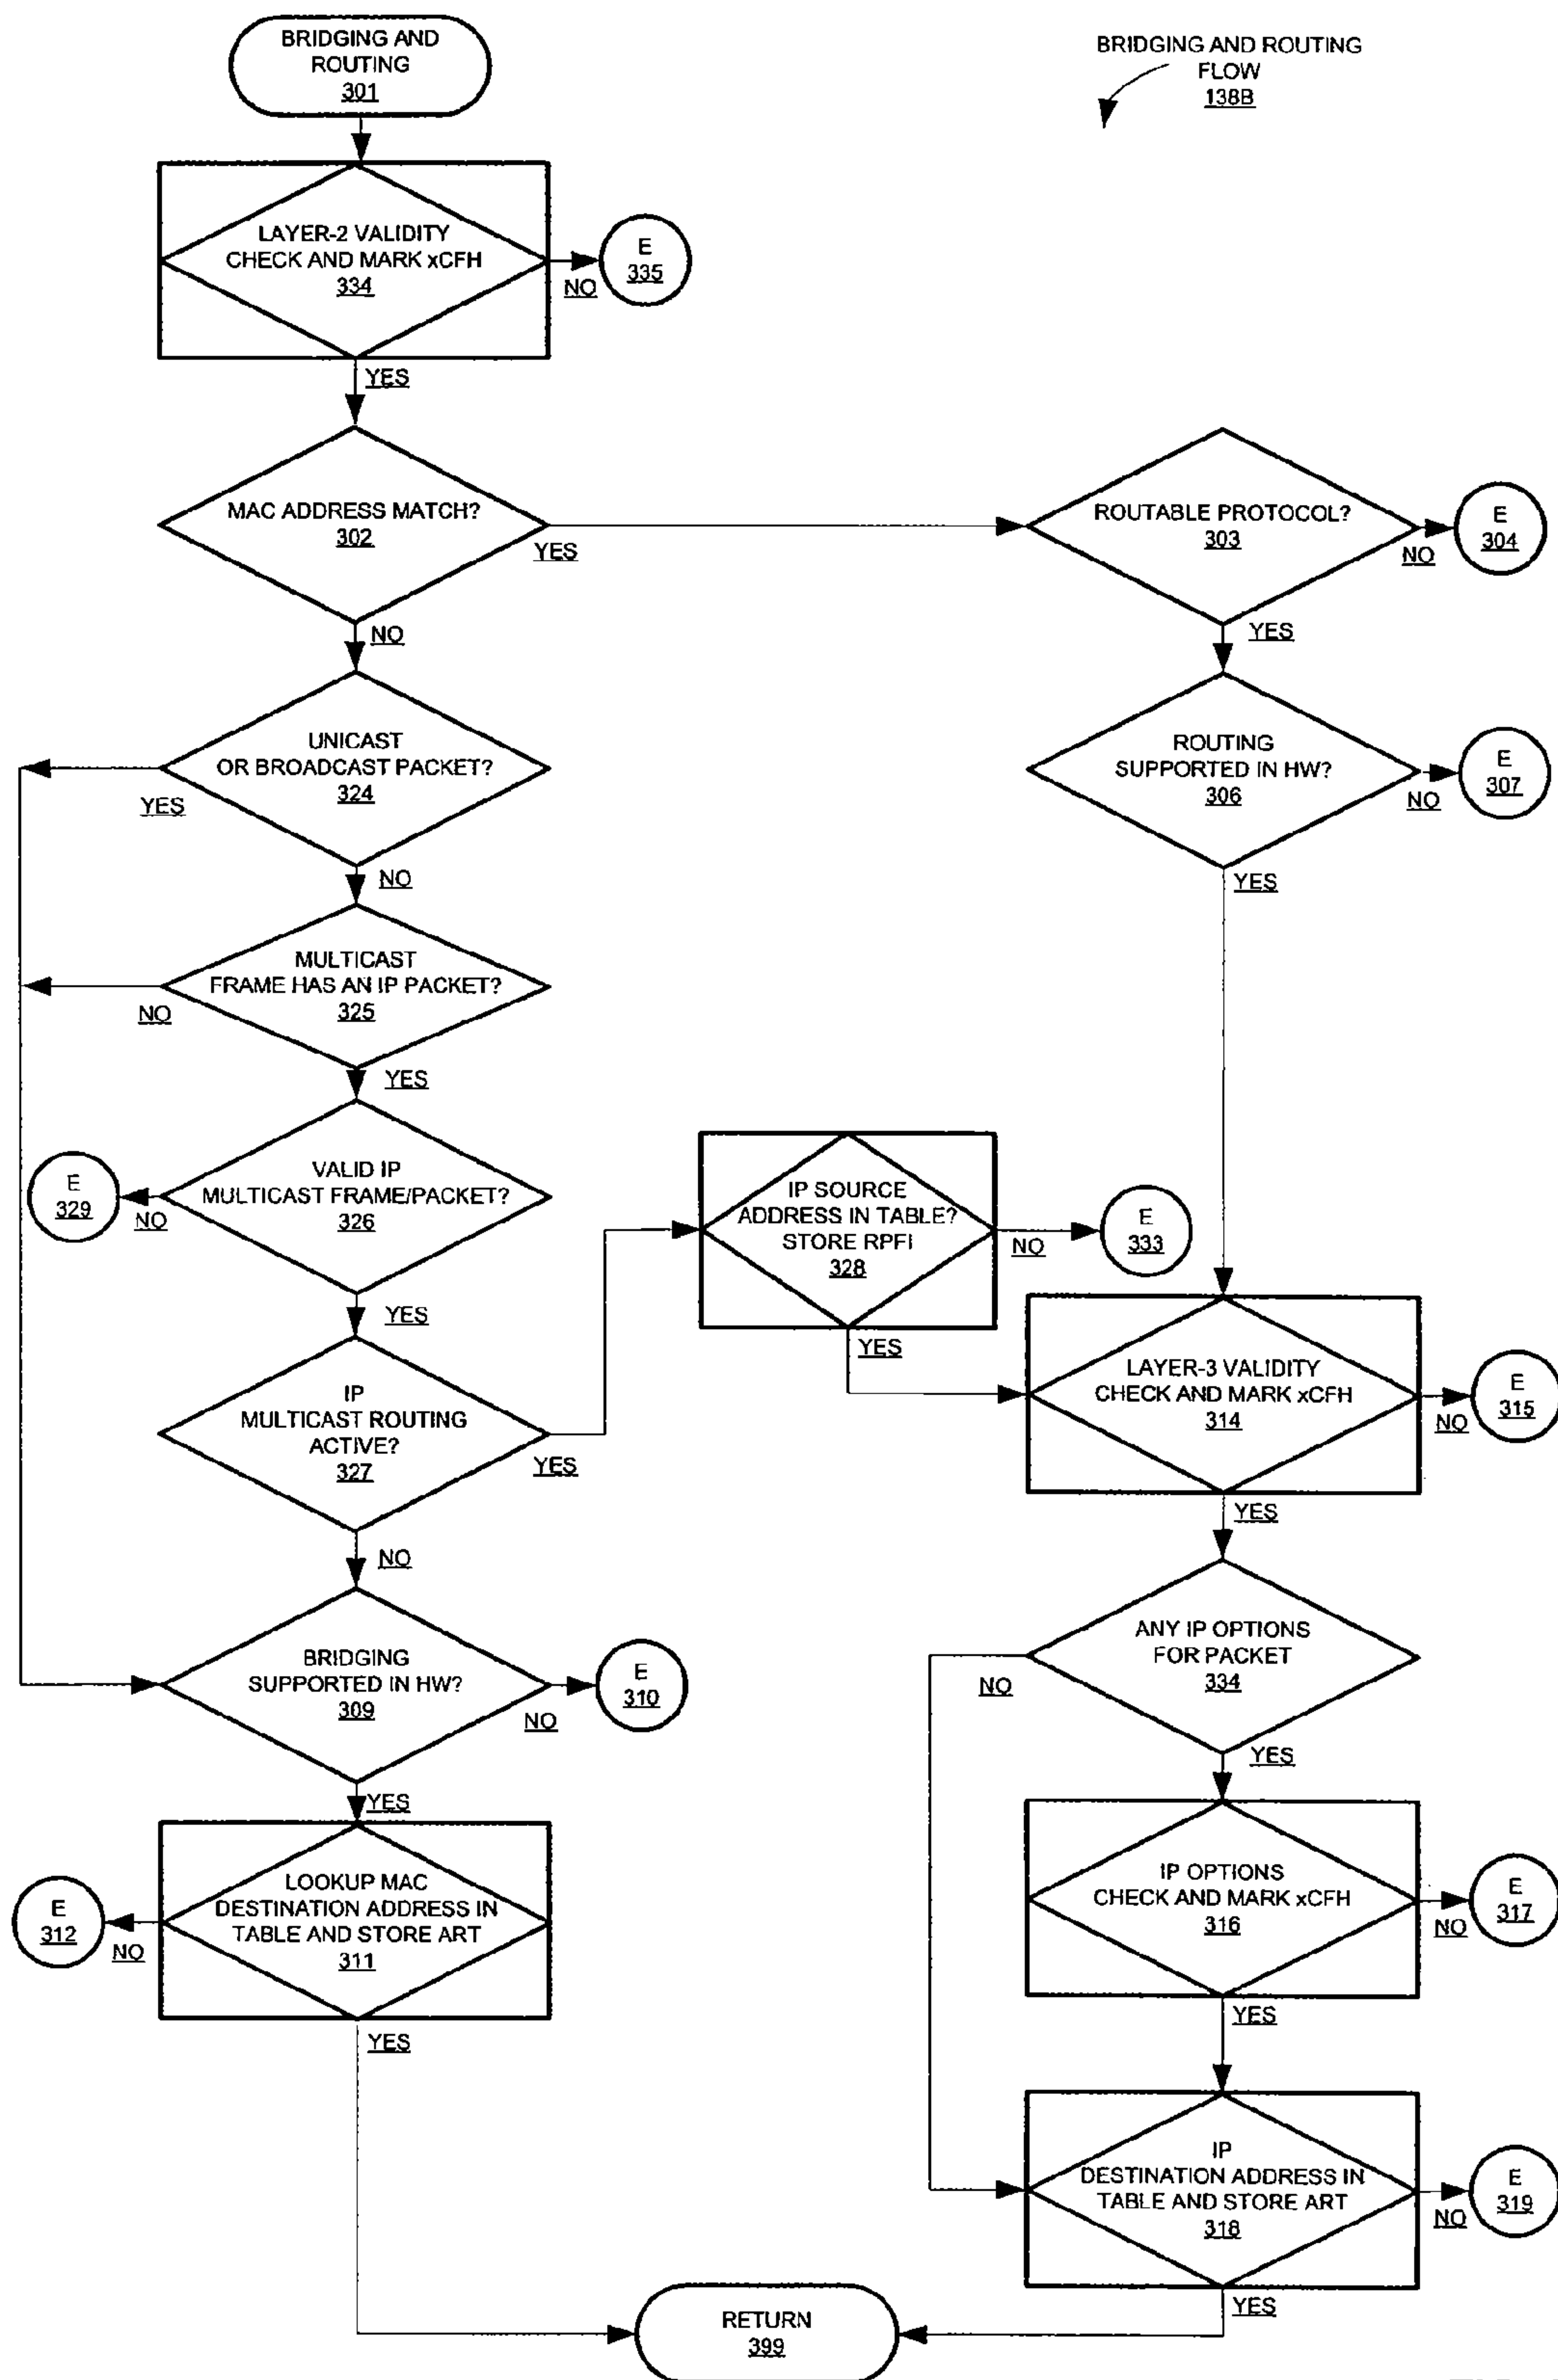 BRIDGING AND
ROUTING
301
BRIDGING AND ROUTING
FLOW
138B
LAYER-2 VALIDITY
CHECK AND MARK xCFH
334
NO
E
335
YES
MAC ADDRESS MATCH?
302
YES
ROUTABLE PROTOCOL?
303
NO
E
304
NO
YES
UNICAST
OR BROADCAST PACKET?
324
YES
ROUTING
SUPPORTED IN HW?
306
NO
E
307
NO
YES
MULTICAST
FRAME HAS AN IP PACKET?
325
NO
YES
VALID IP
MULTICAST FRAME/PACKET?
326
E
329
NO
IP SOURCE
ADDRESS IN TABLE?
STORE RPFI
328
NO
E
333
YES
YES
IP
MULTICAST ROUTING
ACTIVE?
327
YES
LAYER-3 VALIDITY
CHECK AND MARK xCFH
314
NO
E
315
NO
YES
BRIDGING
SUPPORTED IN HW?
309
NO
E
310
ANY IP OPTIONS
FOR PACKET
334
NO
YES
YES
LOOKUP MAC
DESTINATION ADDRESS IN
TABLE AND STORE ART
311
E
312
NO
IP OPTIONS
CHECK AND MARK xCFH
316
NO
E
317
YES
YES
IP
DESTINATION ADDRESS IN
TABLE AND STORE ART
318
NO
E
319
YES
RETURN
399